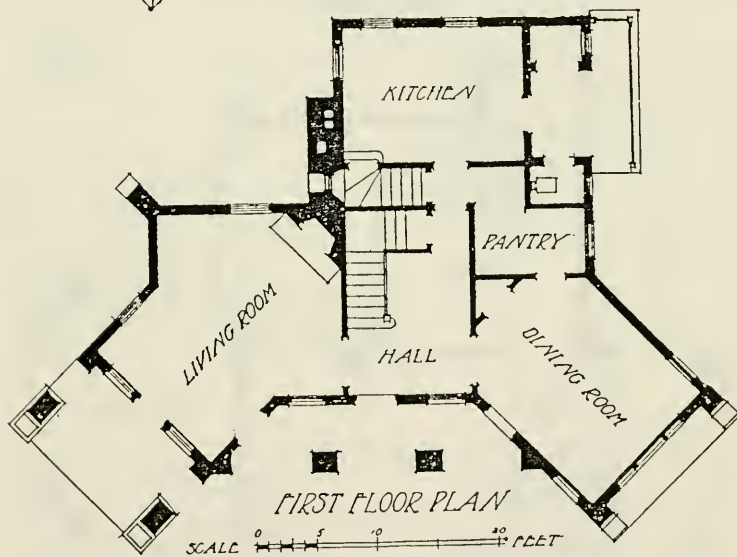 KITCHEN
PANTRY
LIVING ROOM
HALL
DINING ROOM
FIRST FLOOR PLAN
SCALE 0 5 10 20 FEET